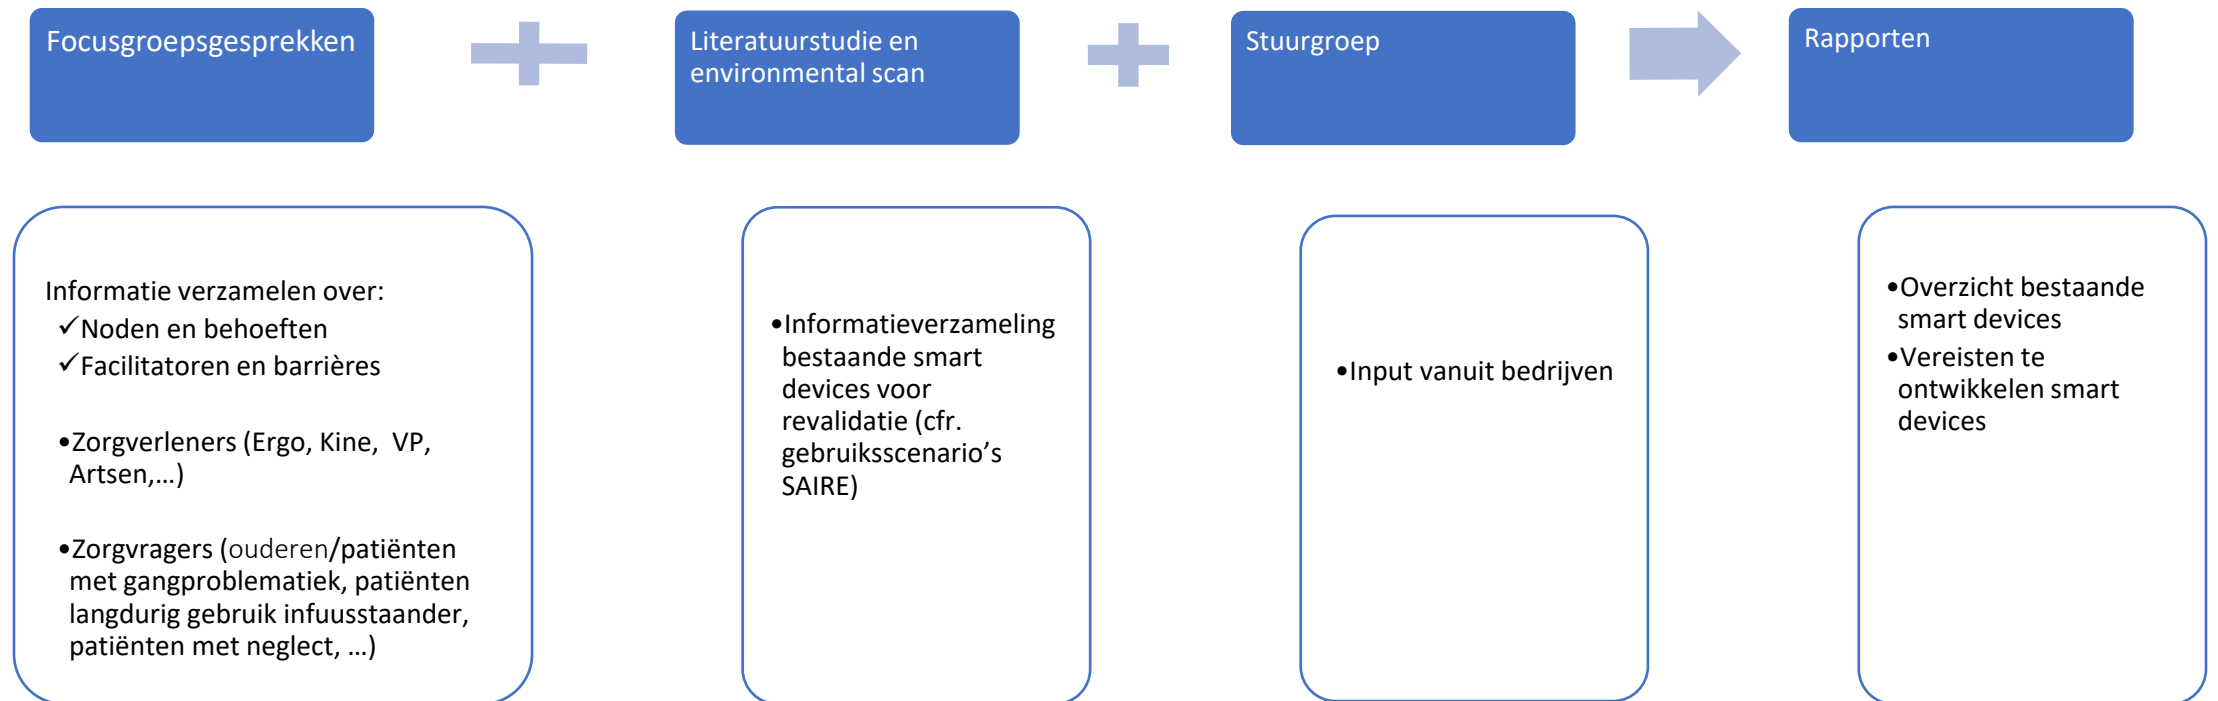 Focusgroepsgesprekken
Literatuurstudie en
environmental scan
Stuurgroep
Rapporten
Informatie verzamelen over:
✓Noden en behoeften
✓Facilitatoren en barrières
•Zorgverleners (Ergo, Kine, VP,
Artsen,...)
•Zorgvragers (ouderen/patiënten
met gangproblematiek, patiënten
langdurig gebruik infuusstaander,
patiënten met neglect, ...)
•Informatieverzameling
bestaande smart
devices voor
revalidatie (cfr.
gebruiksscenario's
SAIRE)
•Input vanuit bedrijven
•Overzicht bestaande
smart devices
•Vereisten te
ontwikkelen smart
devices